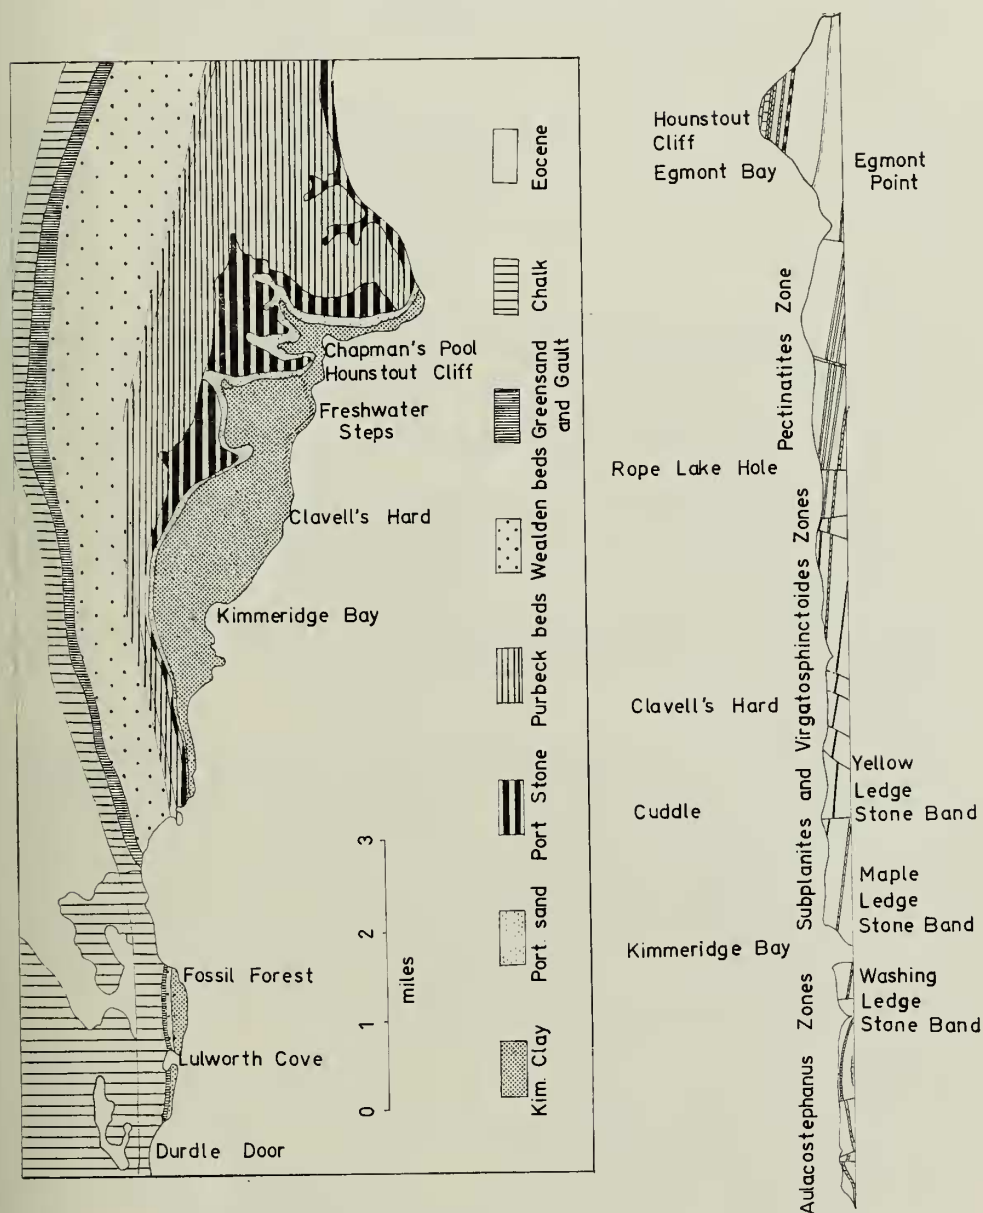 Chapman's Pool
Hounstout Cliff
Freshwater
Steps
Clavell's Hard
Kimmeridge Bay
Fossil Forest
Lulworth Cove
Durdle Door
0 1 2 3
miles
Eocene
Chalk
Greensand
and Gault
Wealden beds
Purbeck beds
Port Stone
Port. sand
Kim. Clay
Hounstout
Cliff
Egmont Bay
Egmont
Point
Pectinatites Zone
Rope Lake Hole
Subplanites and Virgatosphinctoides Zones
Clavell's Hard
Yellow
Ledge
Stone Band
Cuddle
Maple
Ledge
Stone Band
Kimmeridge Bay
Washing
Ledge
Stone Band
Aulacostephanus Zones